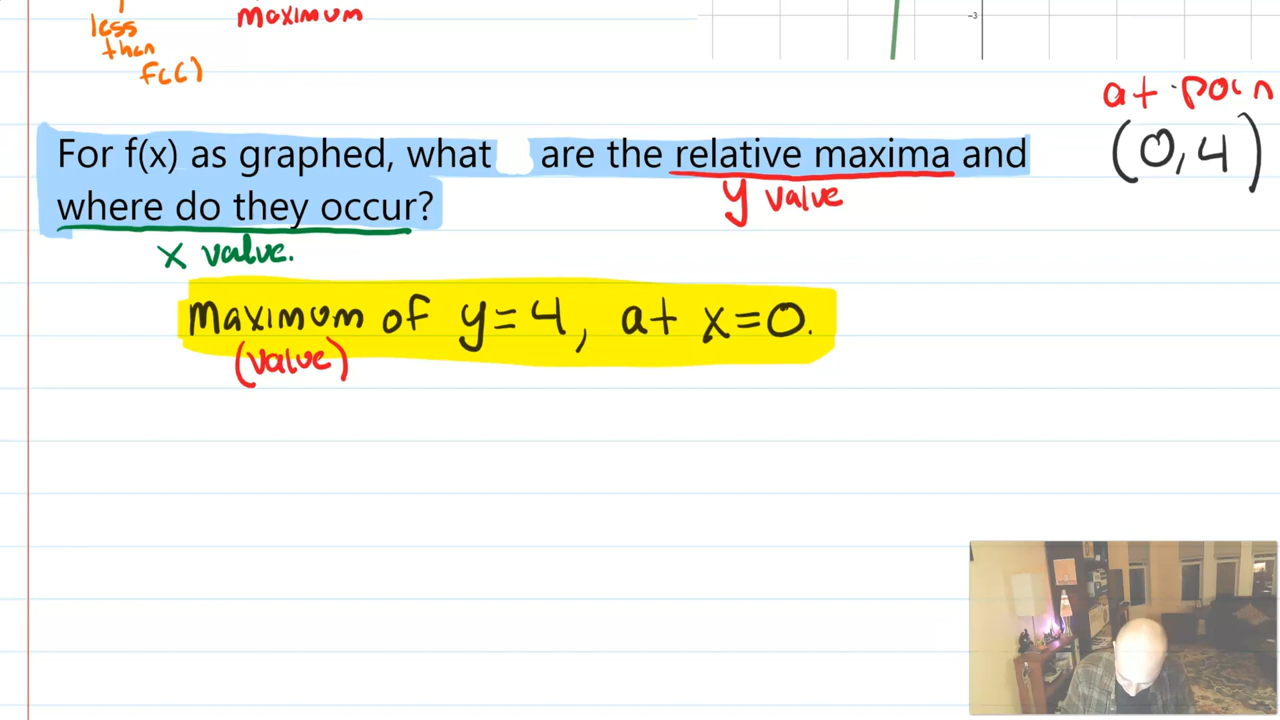 maximum
less
than
f(c)
-3
at poin
(0,4)
For f(x) as graphed, what are the relative maxima and
y value
where do they occur?
x value.
maximum of y=4, at x=0.
(value)